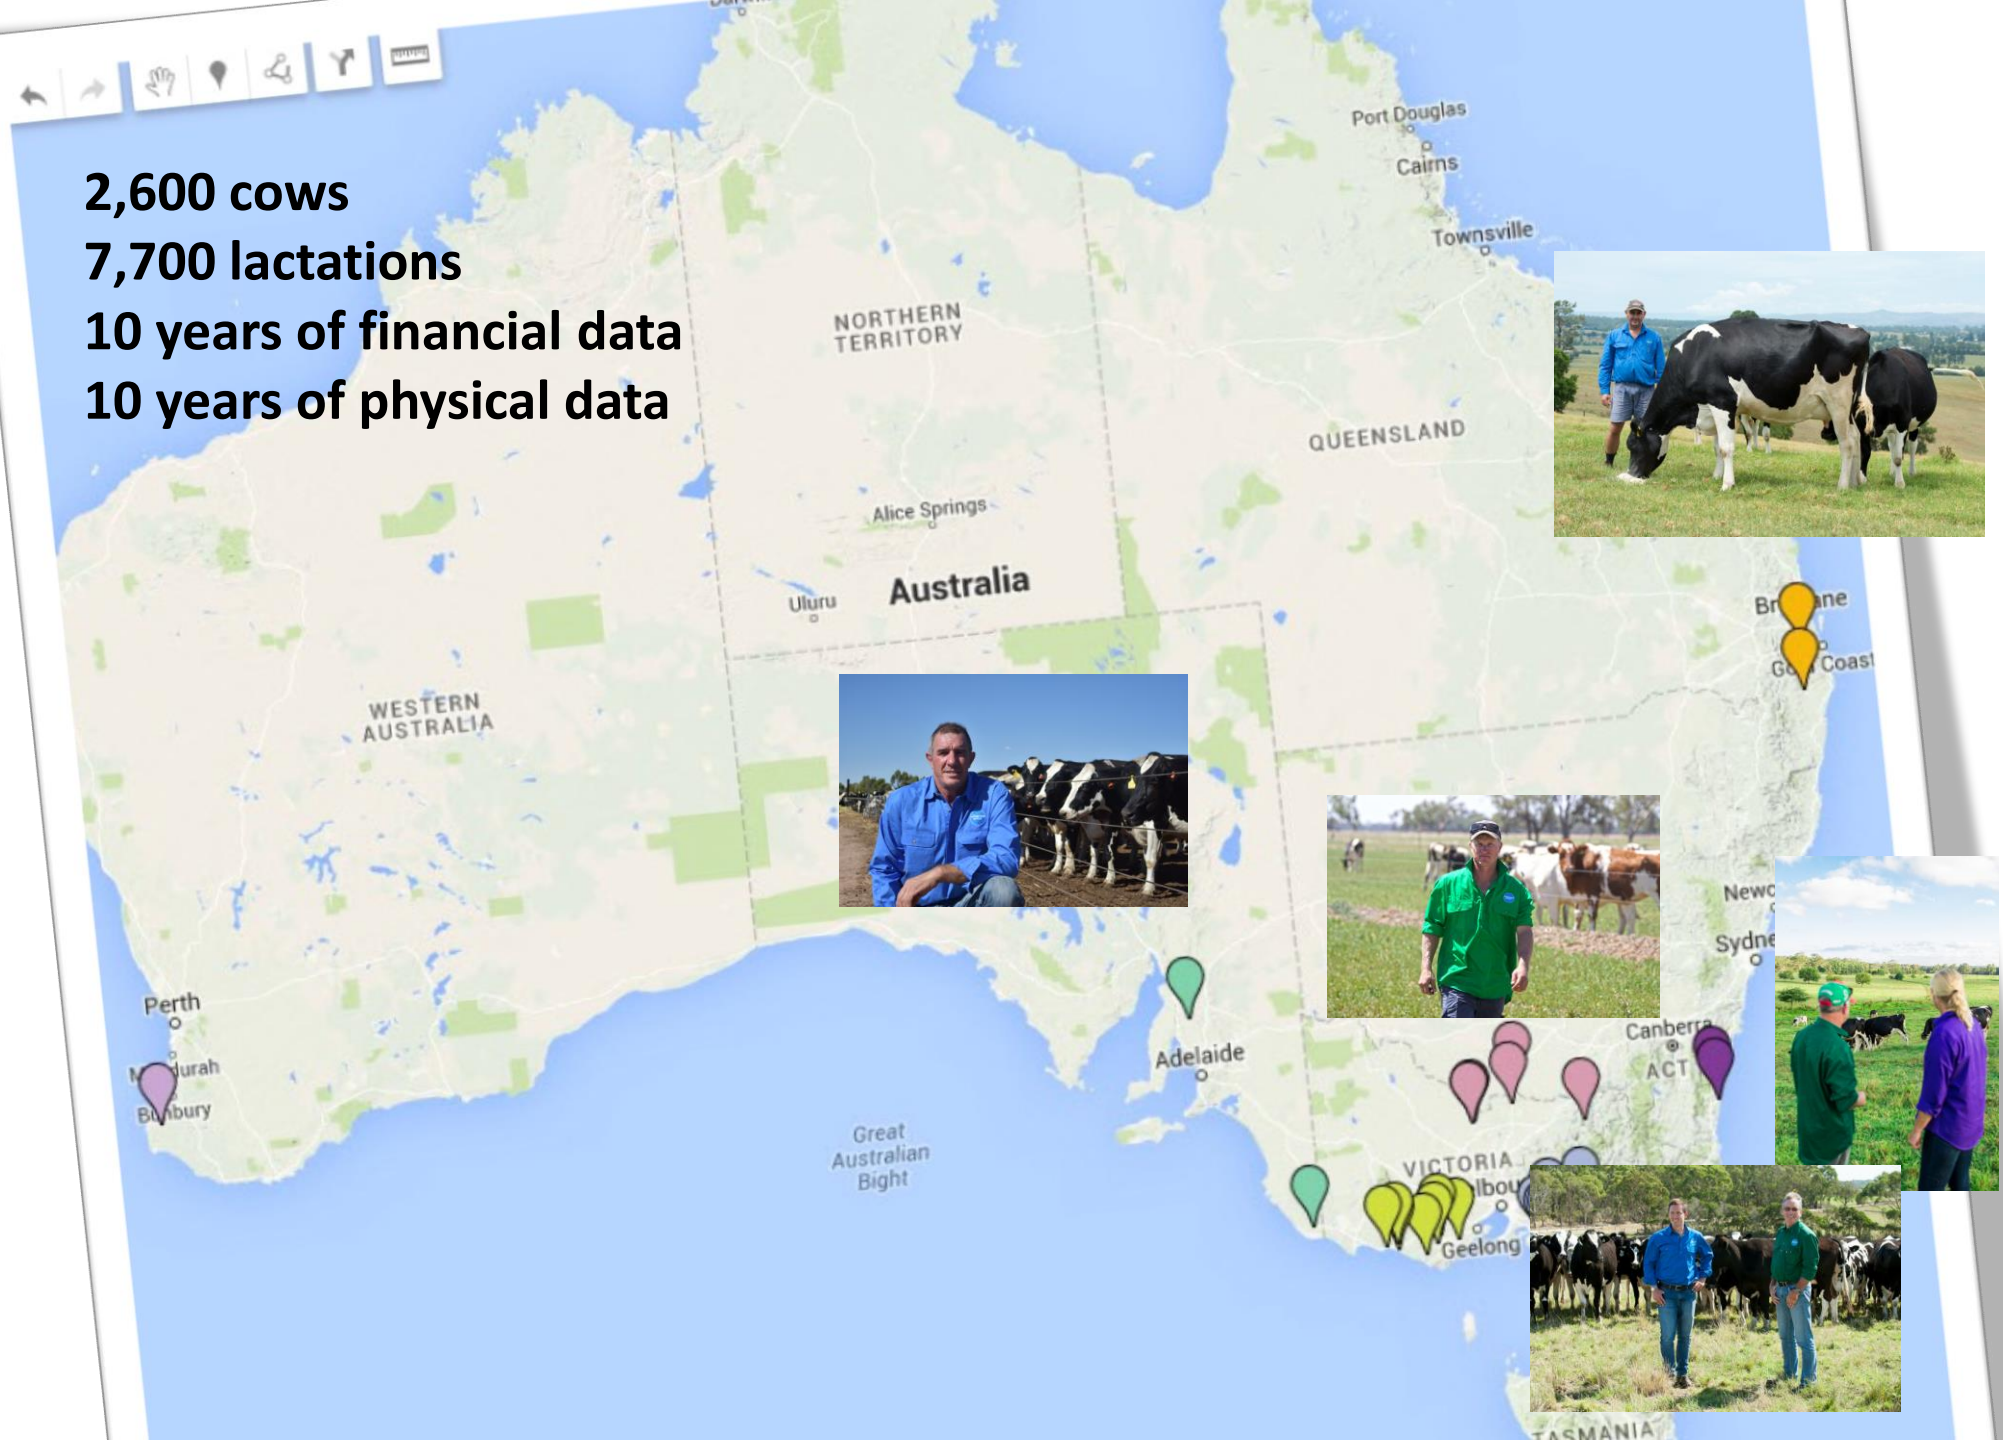 2,600 cows
7,700 lactations
10 years of financial data
10 years of physical data
Port Douglas
Cairns
Townsville
NORTHERN
TERRITORY
QUEENSLAND
Alice Springs
Australia
Uluru
WESTERN
AUSTRALIA
Coast
Perth
Adelaide
Canberra
ACT
Great
Australian
Bight
VICTORIA
Geelong
TASMANIA